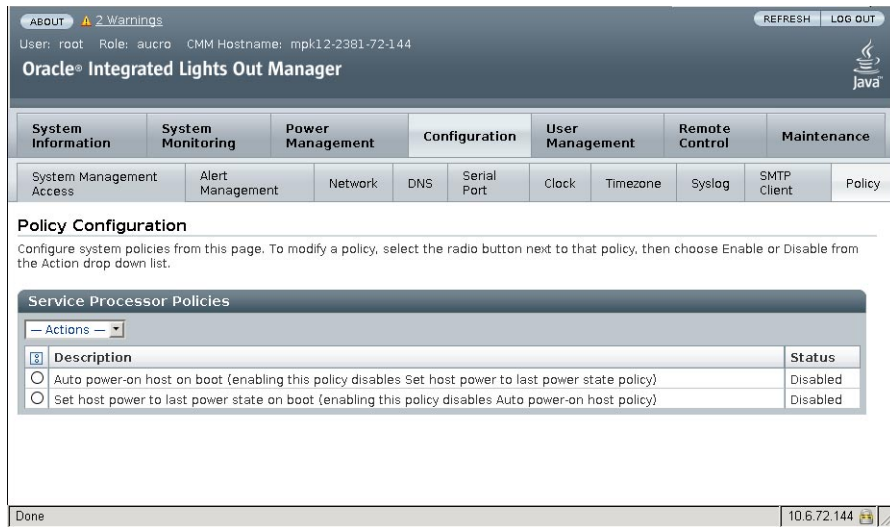 ABOUT 2 Warnings REFRESH LOG OUT
User: root Role: aucro CMM Hostname: mpk12-2381-72-144
Oracle® Integrated Lights Out Manager
Java
System Information System Monitoring Power Management Configuration User Management Remote Control Maintenance
System Management Access Alert Management Network DNS Serial Port Clock Timezone Syslog SMTP Client Policy
Policy Configuration
Configure system policies from this page. To modify a policy, select the radio button next to that policy, then choose Enable or Disable from
the Action drop down list.
Service Processor Policies
— Actions —
Description Status
Auto power-on host on boot (enabling this policy disables Set host power to last power state policy) Disabled
Set host power to last power state on boot (enabling this policy disables Auto power-on host policy) Disabled
Done 10.6.72.144